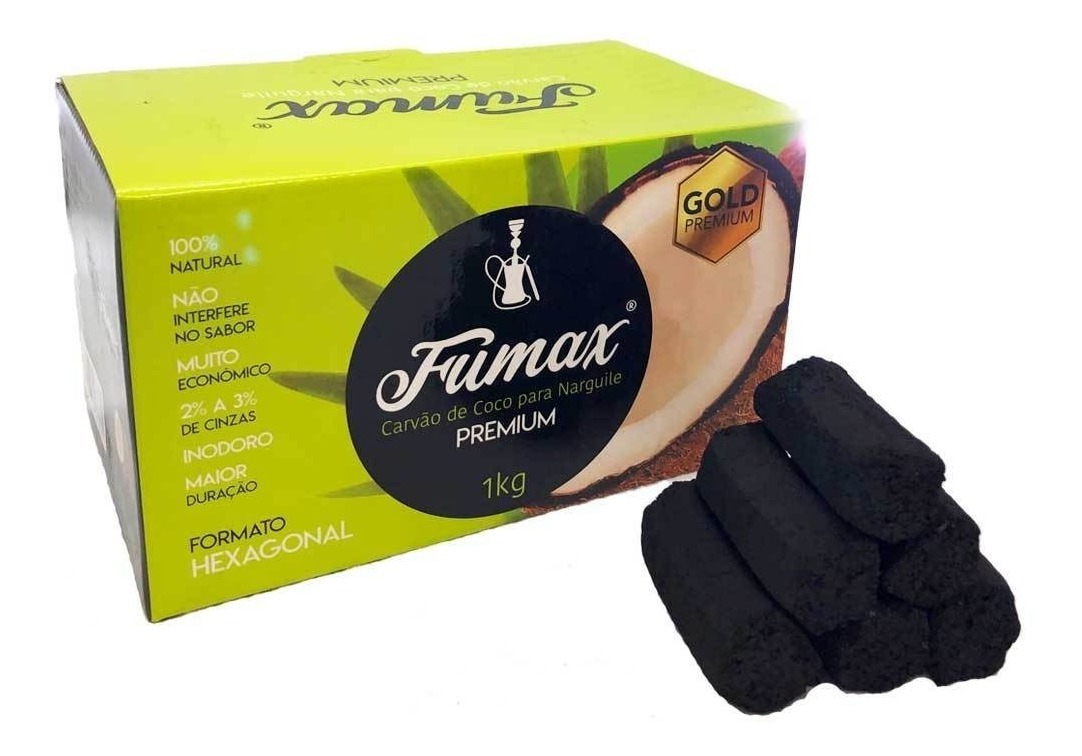 Fumax®
Carvão de Coco para Narguile
PREMIUM
100%
NATURAL
NÃO
INTERFERE
NO SABOR
MUITO
ECONÔMICO
2% A 3%
DE CINZAS
INODORO
MAIOR
DURAÇÃO
FORMATO
HEXAGONAL
Fumax®
Carvão de Coco para Narguile
PREMIUM
1kg
GOLD
PREMIUM